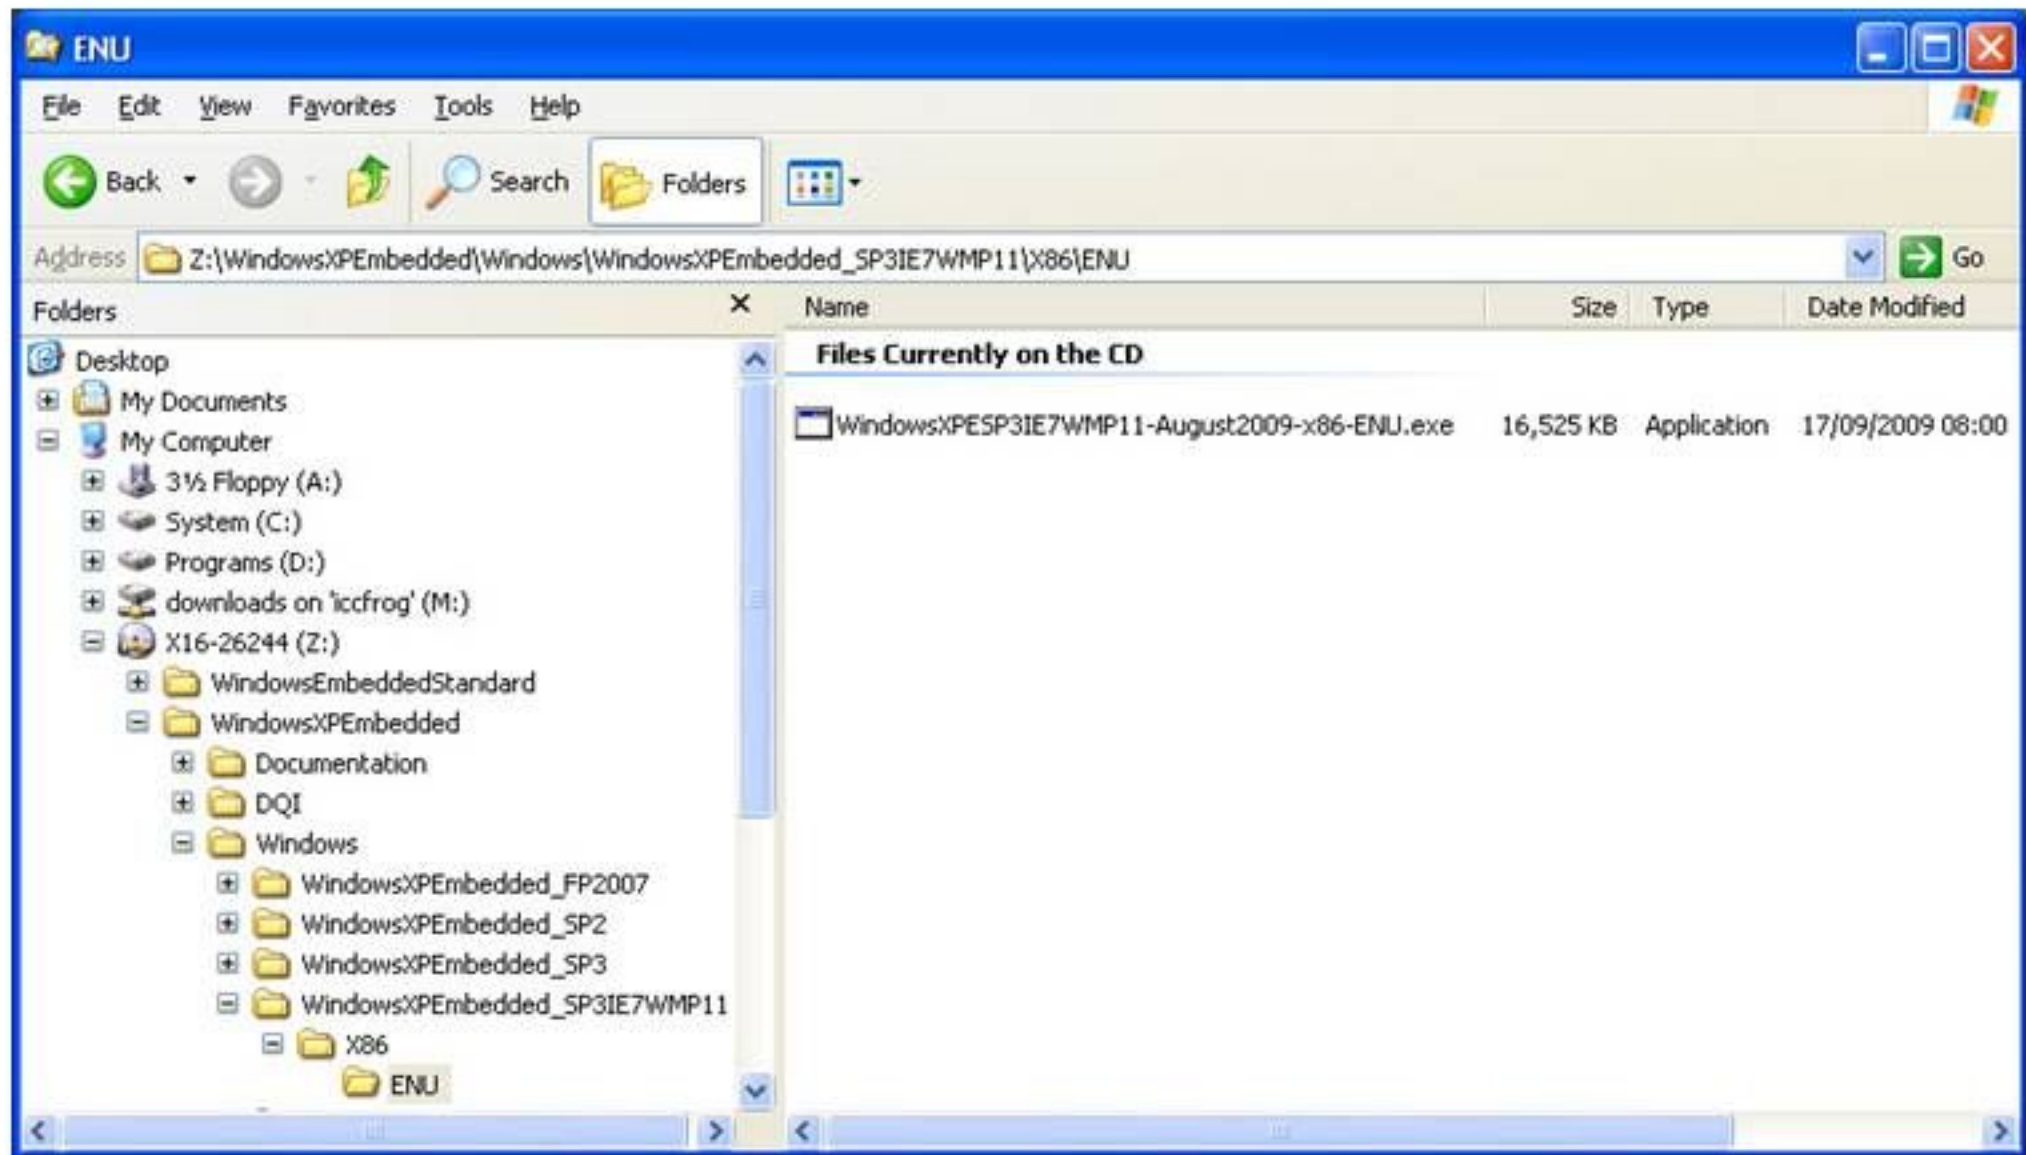 ENU
File Edit View Favorites Tools Help
Back Search Folders
Address Z:\WindowsXPEmbedded\Windows\WindowsXPEmbedded_SP3IE7WMP11\X86\ENU Go
Folders
Desktop
My Documents
My Computer
3½ Floppy (A:)
System (C:)
Programs (D:)
downloads on 'iccfrog' (M:)
X16-26244 (Z:)
WindowsEmbeddedStandard
WindowsXPEmbedded
Documentation
DQI
Windows
WindowsXPEmbedded_FP2007
WindowsXPEmbedded_SP2
WindowsXPEmbedded_SP3
WindowsXPEmbedded_SP3IE7WMP11
X86
ENU
Name Size Type Date Modified
Files Currently on the CD
WindowsXPESP3IE7WMP11-August2009-x86-ENU.exe 16,525 KB Application 17/09/2009 08:00